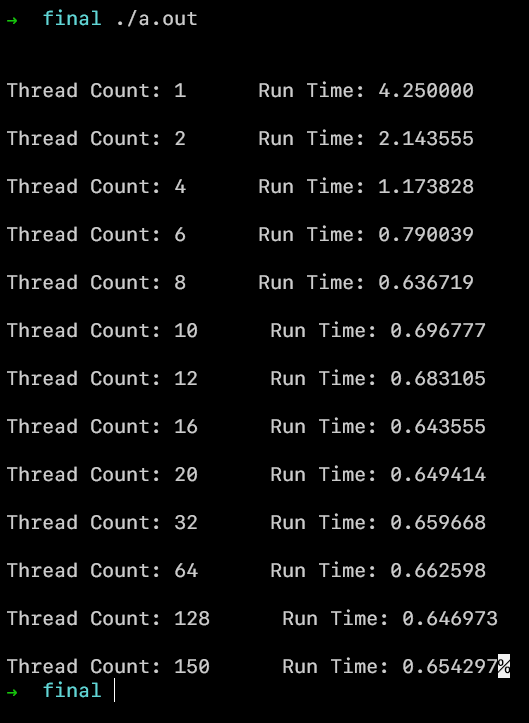 → final ./a.out
Thread Count: 1 Run Time: 4.250000
Thread Count: 2 Run Time: 2.143555
Thread Count: 4 Run Time: 1.173828
Thread Count: 6 Run Time: 0.790039
Thread Count: 8 Run Time: 0.636719
Thread Count: 10 Run Time: 0.696777
Thread Count: 12 Run Time: 0.683105
Thread Count: 16 Run Time: 0.643555
Thread Count: 20 Run Time: 0.649414
Thread Count: 32 Run Time: 0.659668
Thread Count: 64 Run Time: 0.662598
Thread Count: 128 Run Time: 0.646973
Thread Count: 150 Run Time: 0.654297%
→ final